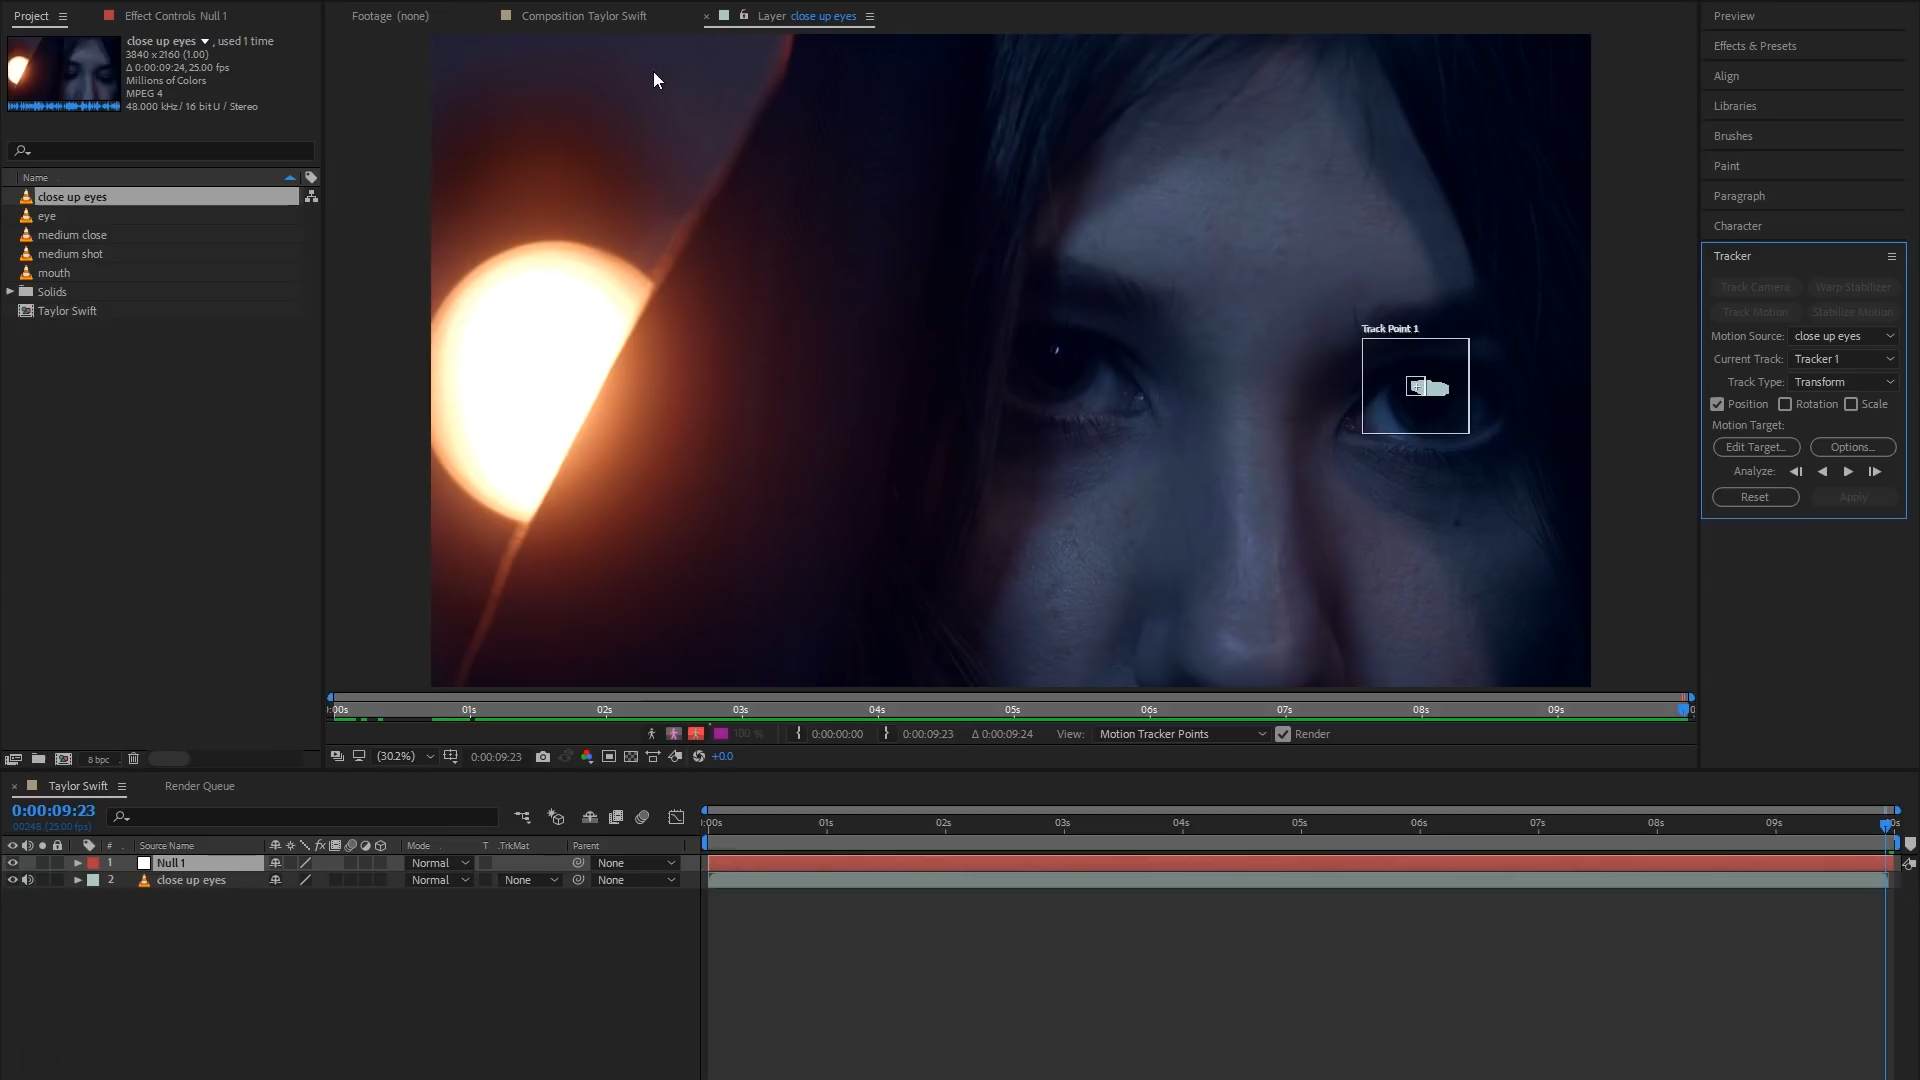 Project
Effect Controls Null 1
Footage (none)
Composition Taylor Swift
Layer close up eyes
Preview
close up eyes , used 1 time
3840 x 2160 (1.00)
Δ 0:00:09:24, 25.00 fps
Millions of Colors
MPEG 4
48.000 kHz / 16 bit U / Stereo
Effects & Presets
Align
Libraries
Brushes
Paint
Paragraph
Character
Name
close up eyes
eye
medium close
medium shot
mouth
Solids
Taylor Swift
Track Point 1
Tracker
Track Camera
Warp Stabilizer
Track Motion
Stabilize Motion
Motion Source: close up eyes
Current Track: Tracker 1
Track Type: Transform
Position
Rotation
Scale
Motion Target:
Edit Target...
Options...
Analyze:
Reset
Apply
:00s 01s 02s 03s 04s 05s 06s 07s 08s 09s
100 %
0:00:00:00
0:00:09:23
Δ 0:00:09:24
View: Motion Tracker Points
Render
8 bpc
(30.2%)
0:00:09:23
+0.0
Taylor Swift
Render Queue
0:00:09:23
00248 (25.00 fps)
:00s 01s 02s 03s 04s 05s 06s 07s 08s 09s
# Source Name
fx
Mode
T .TrkMat
Parent
1 Null 1 Normal None
2 close up eyes Normal None None